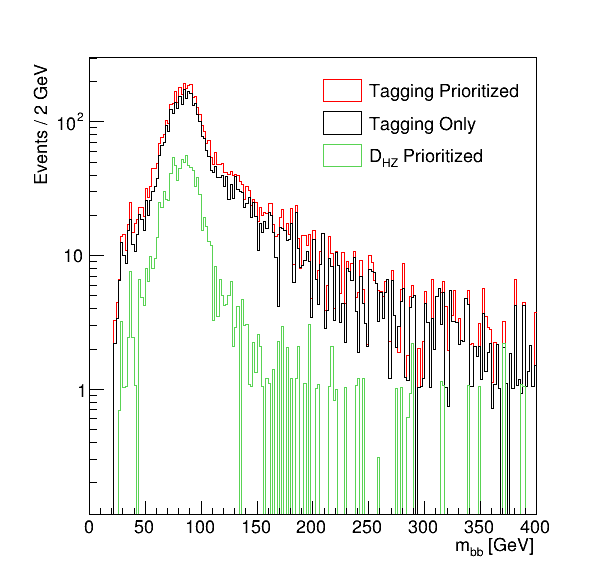 Events / 2 GeV
Tagging Prioritized
Tagging Only
D_HZ Prioritized
10²
10
1
0 50 100 150 200 250 300 350 400
m_bb [GeV]